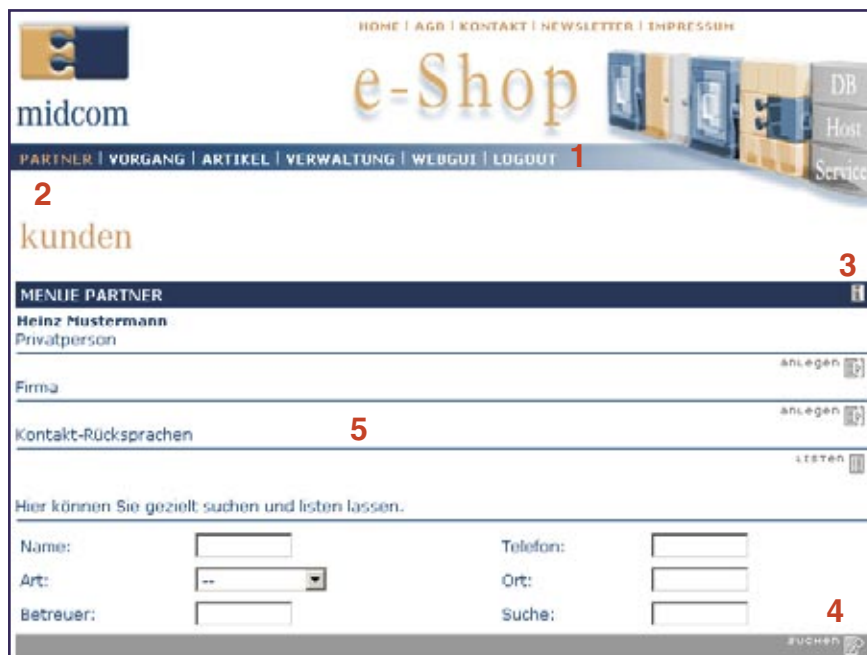 HOME | AGB | KONTAKT | NEWSLETTER | IMPRESSUM
midcom
e-Shop
DB
Host
Service
PARTNER | VORGANG | ARTIKEL | VERWALTUNG | WEBGUI | LOGOUT 1
2
kunden
3
MENUE PARTNER
Heinz Mustermann
Privatperson
anlegen
Firma
anlegen
Kontakt-Rücksprachen 5
Listen
Hier können Sie gezielt suchen und listen lassen.
Name: Telefon:
Art: -- Ort:
Betreuer: Suche: 4
suchen